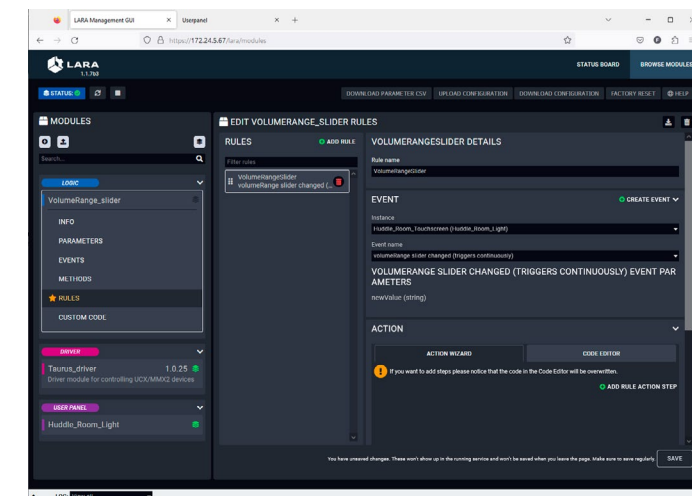 LARA Management GUI
Userpanel
https://172.24.5.67/lara/modules
LARA
1.1.7b3
STATUS BOARD
BROWSE MODULES
STATUS:
DOWNLOAD PARAMETER CSV
UPLOAD CONFIGURATION
DOWNLOAD CONFIGURATION
FACTORY RESET
HELP
MODULES
Search...
LOGIC
VolumeRange_slider
INFO
PARAMETERS
EVENTS
METHODS
RULES
CUSTOM CODE
DRIVER
Taurus_driver
1.0.25
Driver module for controlling UCX/MMX2 devices
USER PANEL
Huddle_Room_Light
EDIT VOLUMERANGE_SLIDER RULES
RULES
ADD RULE
Filter rules
VolumeRangeSlider
volumeRange slider changed (...
VOLUMERANGESLIDER DETAILS
Rule name
VolumeRangeSlider
EVENT
CREATE EVENT
Instance
Huddle_Room_Touchscreen (Huddle_Room_Light)
Event name
volumeRange slider changed (triggers continuously)
VOLUMERANGE SLIDER CHANGED (TRIGGERS CONTINUOUSLY) EVENT PAR
AMETERS
newValue (string)
ACTION
ACTION WIZARD
CODE EDITOR
If you want to add steps please notice that the code in the Code Editor will be overwritten.
ADD RULE ACTION STEP
You have unsaved changes. These won't show up in the running service and won't be saved when you leave the page. Make sure to save regularly.
SAVE
LOG: